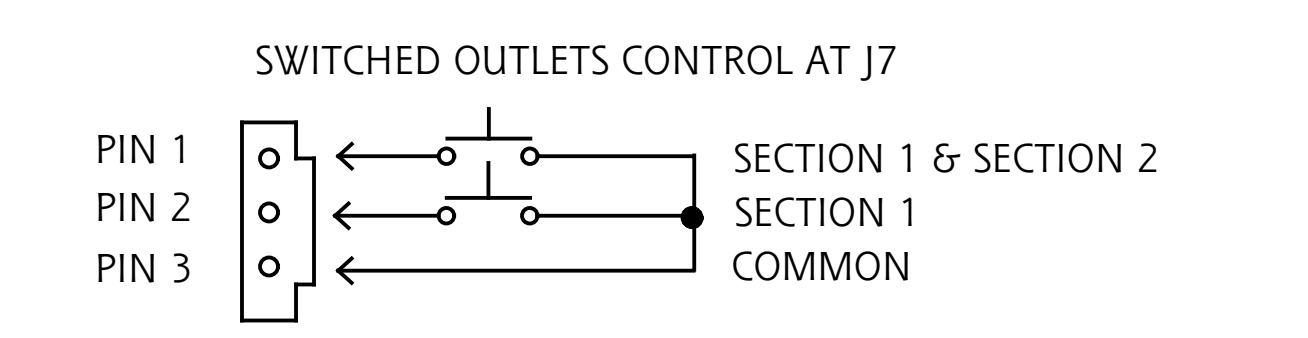 SWITCHED OUTLETS CONTROL AT J7
PIN 1
SECTION 1 & SECTION 2
PIN 2
SECTION 1
PIN 3
COMMON